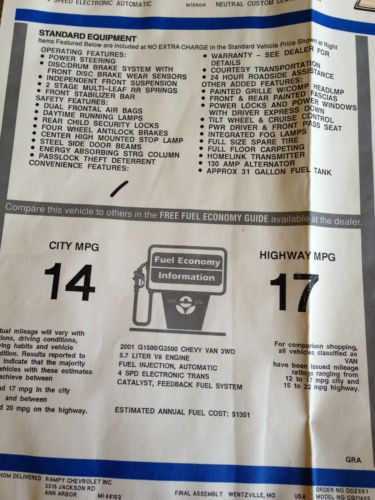 SPEED ELECTRONIC AUTOMATIC
INTERIOR
NEUTRAL CUSTOM
STANDARD EQUIPMENT
Items Featured Below are included at NO EXTRA CHARGE in the Standard Vehicle Price Shown at Right
OPERATING FEATURES:
• POWER STEERING
• DISC/DRUM BRAKE SYSTEM WITH
FRONT DISC BRAKE WEAR SENSORS
• INDEPENDENT FRONT SUSPENSION
• 2 STAGE MULTI-LEAF RR SPRINGS
• FRONT STABILIZER BAR
SAFETY FEATURES:
• DUAL FRONTAL AIR BAGS
• DAYTIME RUNNING LAMPS
• REAR CHILD SECURITY LOCKS
• FOUR WHEEL ANTILOCK BRAKES
• CENTER HIGH MOUNTED STOP LAMP
• STEEL SIDE DOOR BEAMS
• ENERGY ABSORBING STRG COLUMN
• PASSLOCK THEFT DETERRENT
CONVENIENCE FEATURES:
• WARRANTY - SEE DEALER FOR
DETAILS
• COURTESY TRANSPORTATION
• 24 HOUR ROADSIDE ASSISTANCE
OTHER ADDED FEATURES:
• PAINTED GRILLE W/COMP HEADLMP
• FRONT & REAR PAINTED FASCIAS
• POWER LOCKS AND POWER WINDOWS
WITH DRIVER EXPRESS DOWN
• TILT WHEEL & CRUISE CONTROL
• PWR DRIVER & FRONT PASS SEAT
• INTEGRATED FOG LAMPS
• FULL SIZE SPARE TIRE
• FULL FLOOR CARPETING
• HOMELINK TRANSMITTER
• 130 AMP ALTERNATOR
• APPROX 31 GALLON FUEL TANK
Compare this vehicle to others in the FREE FUEL ECONOMY GUIDE available at the dealer.
CITY MPG
14
Fuel Economy
Information
HIGHWAY MPG
17
tual mileage will vary with
tions, driving conditions,
ving habits and vehicle
dition. Results reported to
indicate that the majority
vehicles with these estimates
achieve between
and 17 mpg in the city
and between
nd 20 mpg on the highway.
2001 G1500/G2500 CHEVY VAN 2WD
5.7 LITER V8 ENGINE
FUEL INJECTION, AUTOMATIC
4 SPD ELECTRONIC TRANS
CATALYST, FEEDBACK FUEL SYSTEM
ESTIMATED ANNUAL FUEL COST: $1351
For comparison shopping,
all vehicles classified as
VAN
have been issued mileage
ratings ranging from
12 to 17 mpg city and
15 to 22 mpg highway.
GRA
HOM DELIVERED
RAMPY CHEVROLET INC
3515 JACKSON RD
ANN ARBOR MI 48103
FINAL ASSEMBLY WENTZVILLE, MO
USA
ORDER NO
MODEL NO